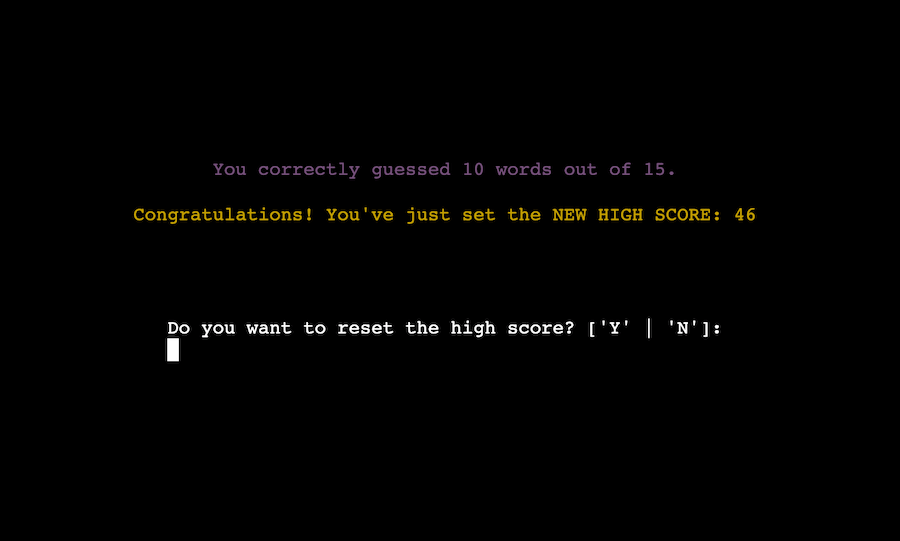 You correctly guessed 10 words out of 15.
Congratulations! You've just set the NEW HIGH SCORE: 46
Do you want to reset the high score? ['Y' | 'N']: